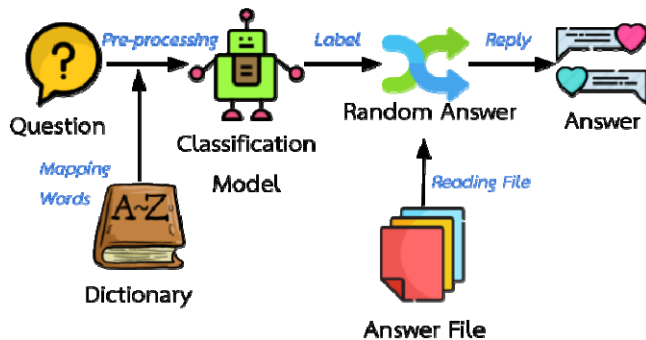 Pre-processing
Label
Reply
?
Question
Classification
Model
Random Answer
Answer
Mapping
Words
A~Z
Dictionary
Reading File
Answer File